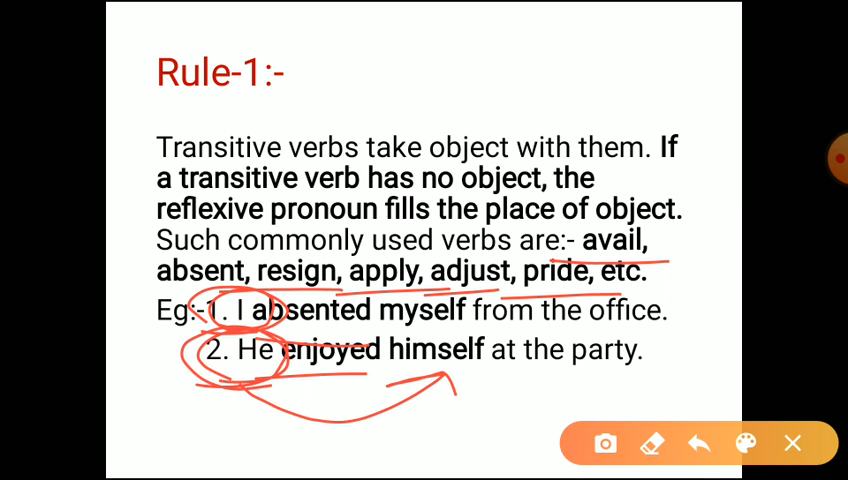 Rule-1:-
Transitive verbs take object with them. If
a transitive verb has no object, the
reflexive pronoun fills the place of object.
Such commonly used verbs are:- avail,
absent, resign, apply, adjust, pride, etc.
Eg:-1. I absented myself from the office.
2. He enjoyed himself at the party.